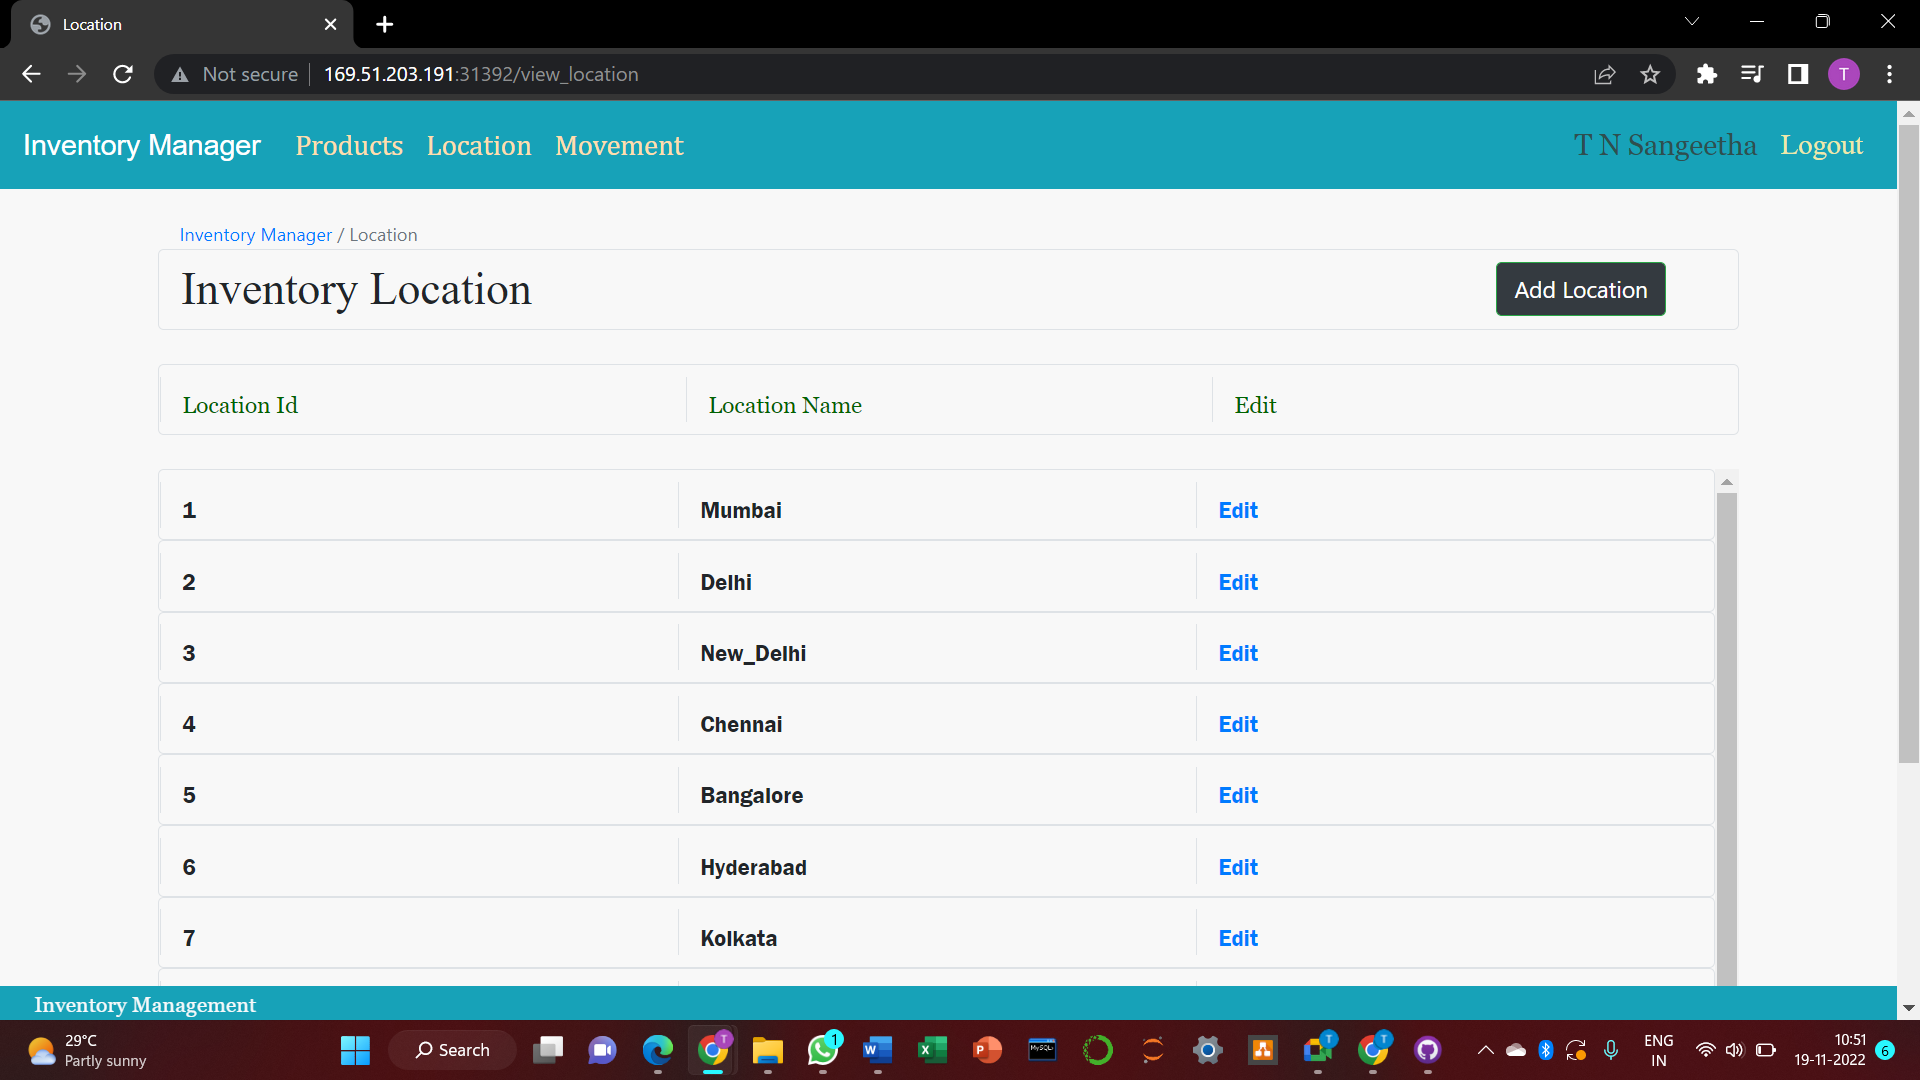 Location
Not secure 169.51.203.191:31392/view_location
T
Inventory Manager Products Location Movement T N Sangeetha Logout
Inventory Manager / Location
Inventory Location Add Location
Location Id Location Name Edit
1 Mumbai Edit
2 Delhi Edit
3 New_Delhi Edit
4 Chennai Edit
5 Bangalore Edit
6 Hyderabad Edit
7 Kolkata Edit
Inventory Management
29°C
Partly sunny
Search
T
1
W
X
P
MySQL
T
T
ENG
IN
10:51
19-11-2022
6